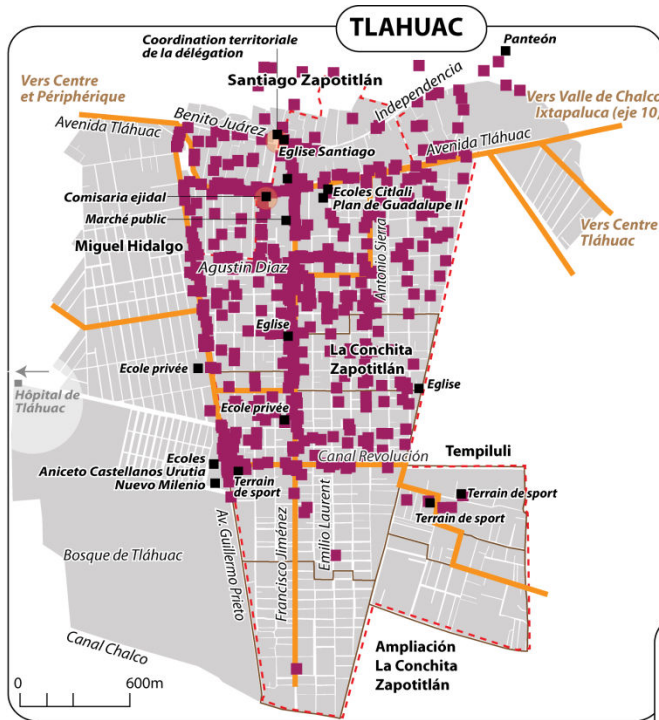 TLAHUAC
Coordination territoriale
de la délégation
Panteón
Santiago Zapotitlán
Vers Centre
et Périphérique
Independencia
Vers Valle de Chalco
Ixtapaluca (eje 10)
Benito Juárez
Avenida Tláhuac
Avenida Tláhuac
Eglise Santiago
Comisaria ejidal
Ecoles Citlali
Plan de Guadalupe II
Marché public
Vers Centre
Tláhuac
Miguel Hidalgo
Antonio Sierra
Agustin Diaz
Eglise
La Conchita
Zapotitlán
Ecole privée
Hôpital de
Tláhuac
Eglise
Ecole privée
Templiluli
Canal Revolución
Ecoles
Aniceto Castellanos Urutia
Nuevo Milenio
Terrain
de sport
Terrain de sport
Terrain de sport
Bosque de Tláhuac
Av. Guillermo Prieto
Francisco Jiménez
Emilio Laurent
Canal Chalco
Ampliación
La Conchita
Zapotitlán
0
600m